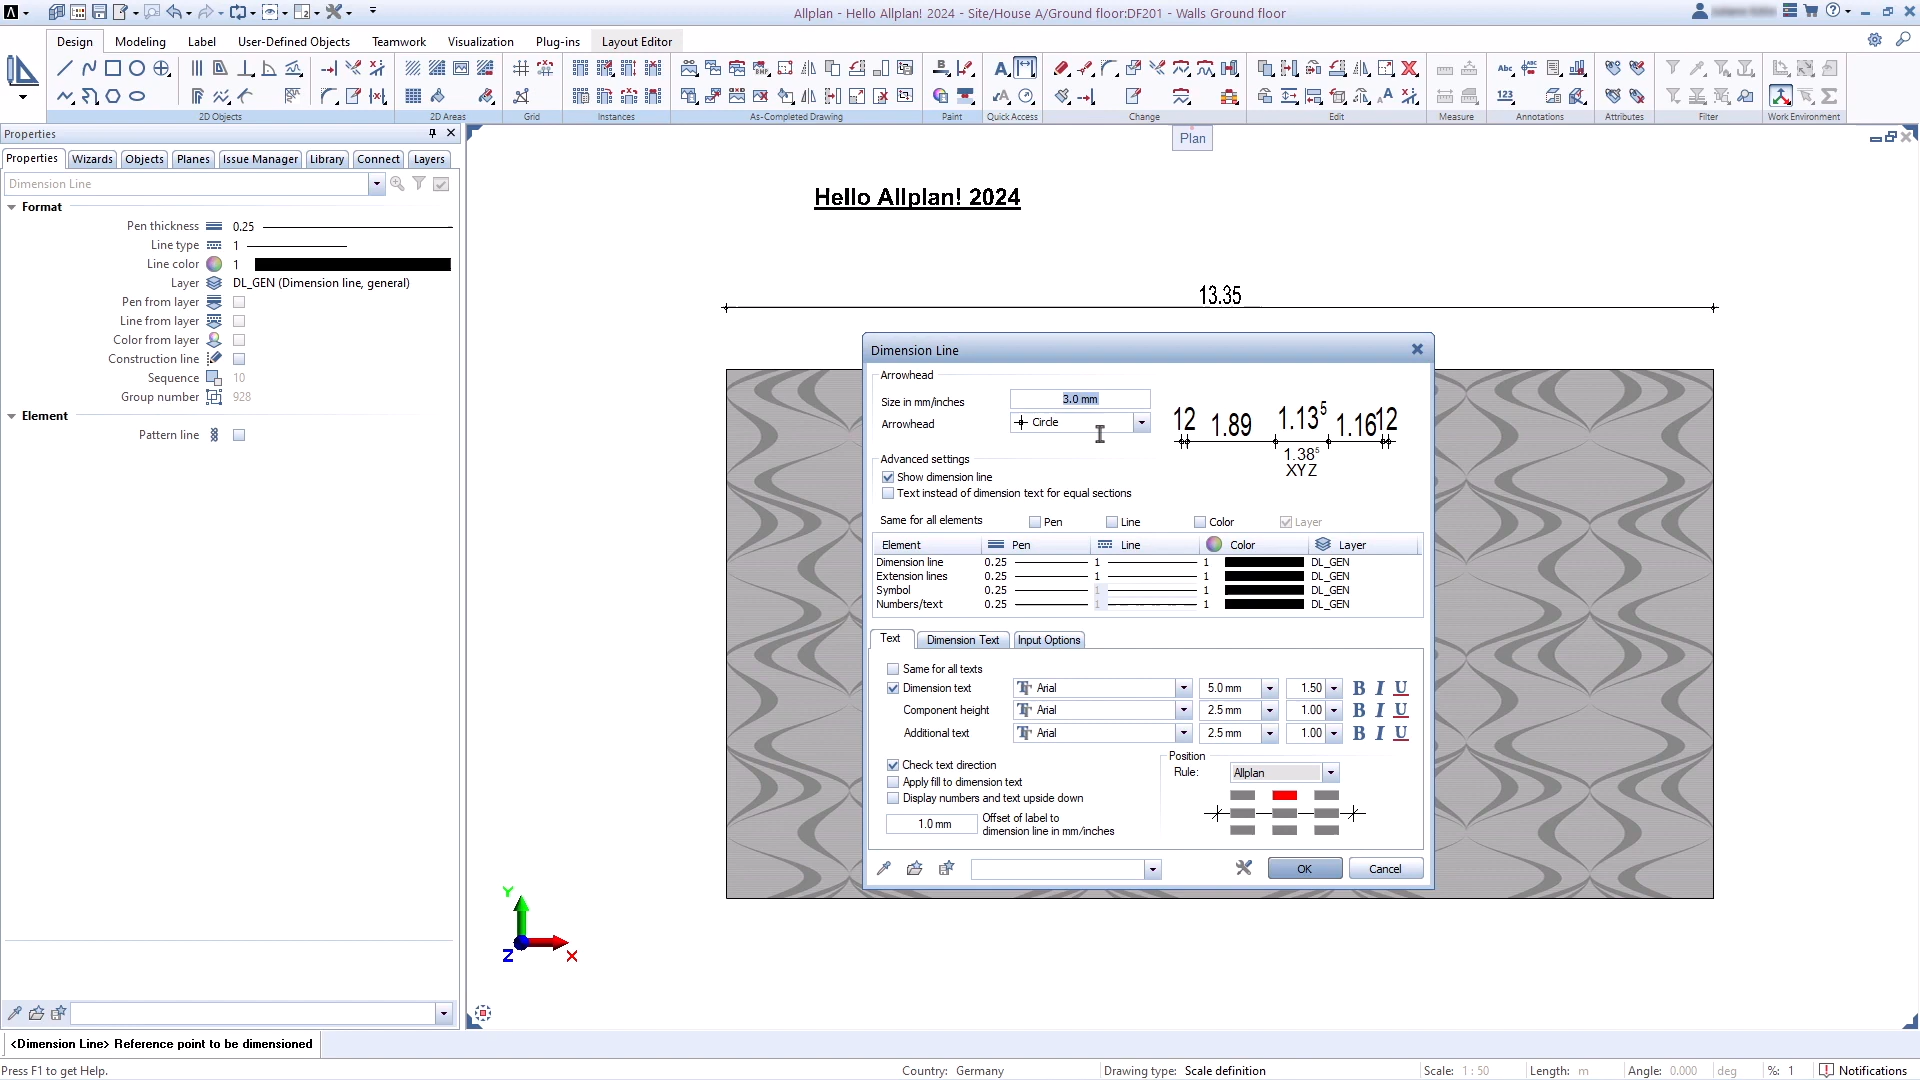 Allplan - Hello Allplan! 2024 - Site/House A/Ground floor:DF201 - Walls Ground floor
Design Modeling Label User-Defined Objects Teamwork Visualization Plug-ins Layout Editor
2D Objects 2D Areas Grid Instances As-Completed Drawing Paint Quick Access Change Edit Measure Annotations Attributes Filter Work Environment
Properties
Properties Wizards Objects Planes Issue Manager Library Connect Layers
Dimension Line
Format
Pen thickness 0.25
Line type 1
Line color 1
Layer DL_GEN (Dimension line, general)
Pen from layer
Line from layer
Color from layer
Construction line
Sequence 10
Group number 928
Element
Pattern line
Plan
Hello Allplan! 2024
13.35
Dimension Line
Arrowhead
Size in mm/inches 3.0 mm
Arrowhead Circle
12 1.89 1.13⁵ 1.16 12
1.38⁵
XYZ
Advanced settings
Show dimension line
Text instead of dimension text for equal sections
Same for all elements Pen Line Color Layer
Element Pen Line Color Layer
Dimension line 0.25 1 1 DL_GEN
Extension lines 0.25 1 1 DL_GEN
Symbol 0.25 1 1 DL_GEN
Numbers/text 0.25 1 1 DL_GEN
Text Dimension Text Input Options
Same for all texts
Dimension text Arial 5.0 mm 1.50 B I U
Component height Arial 2.5 mm 1.00 B I U
Additional text Arial 2.5 mm 1.00 B I U
Check text direction
Apply fill to dimension text
Display numbers and text upside down
1.0 mm Offset of label to
dimension line in mm/inches
Position
Rule: Allplan
OK Cancel
Y
Z X
<Dimension Line> Reference point to be dimensioned
Press F1 to get Help. Country: Germany Drawing type: Scale definition Scale: 1 : 50 Length: m Angle: 0.000 deg %: 1 Notifications